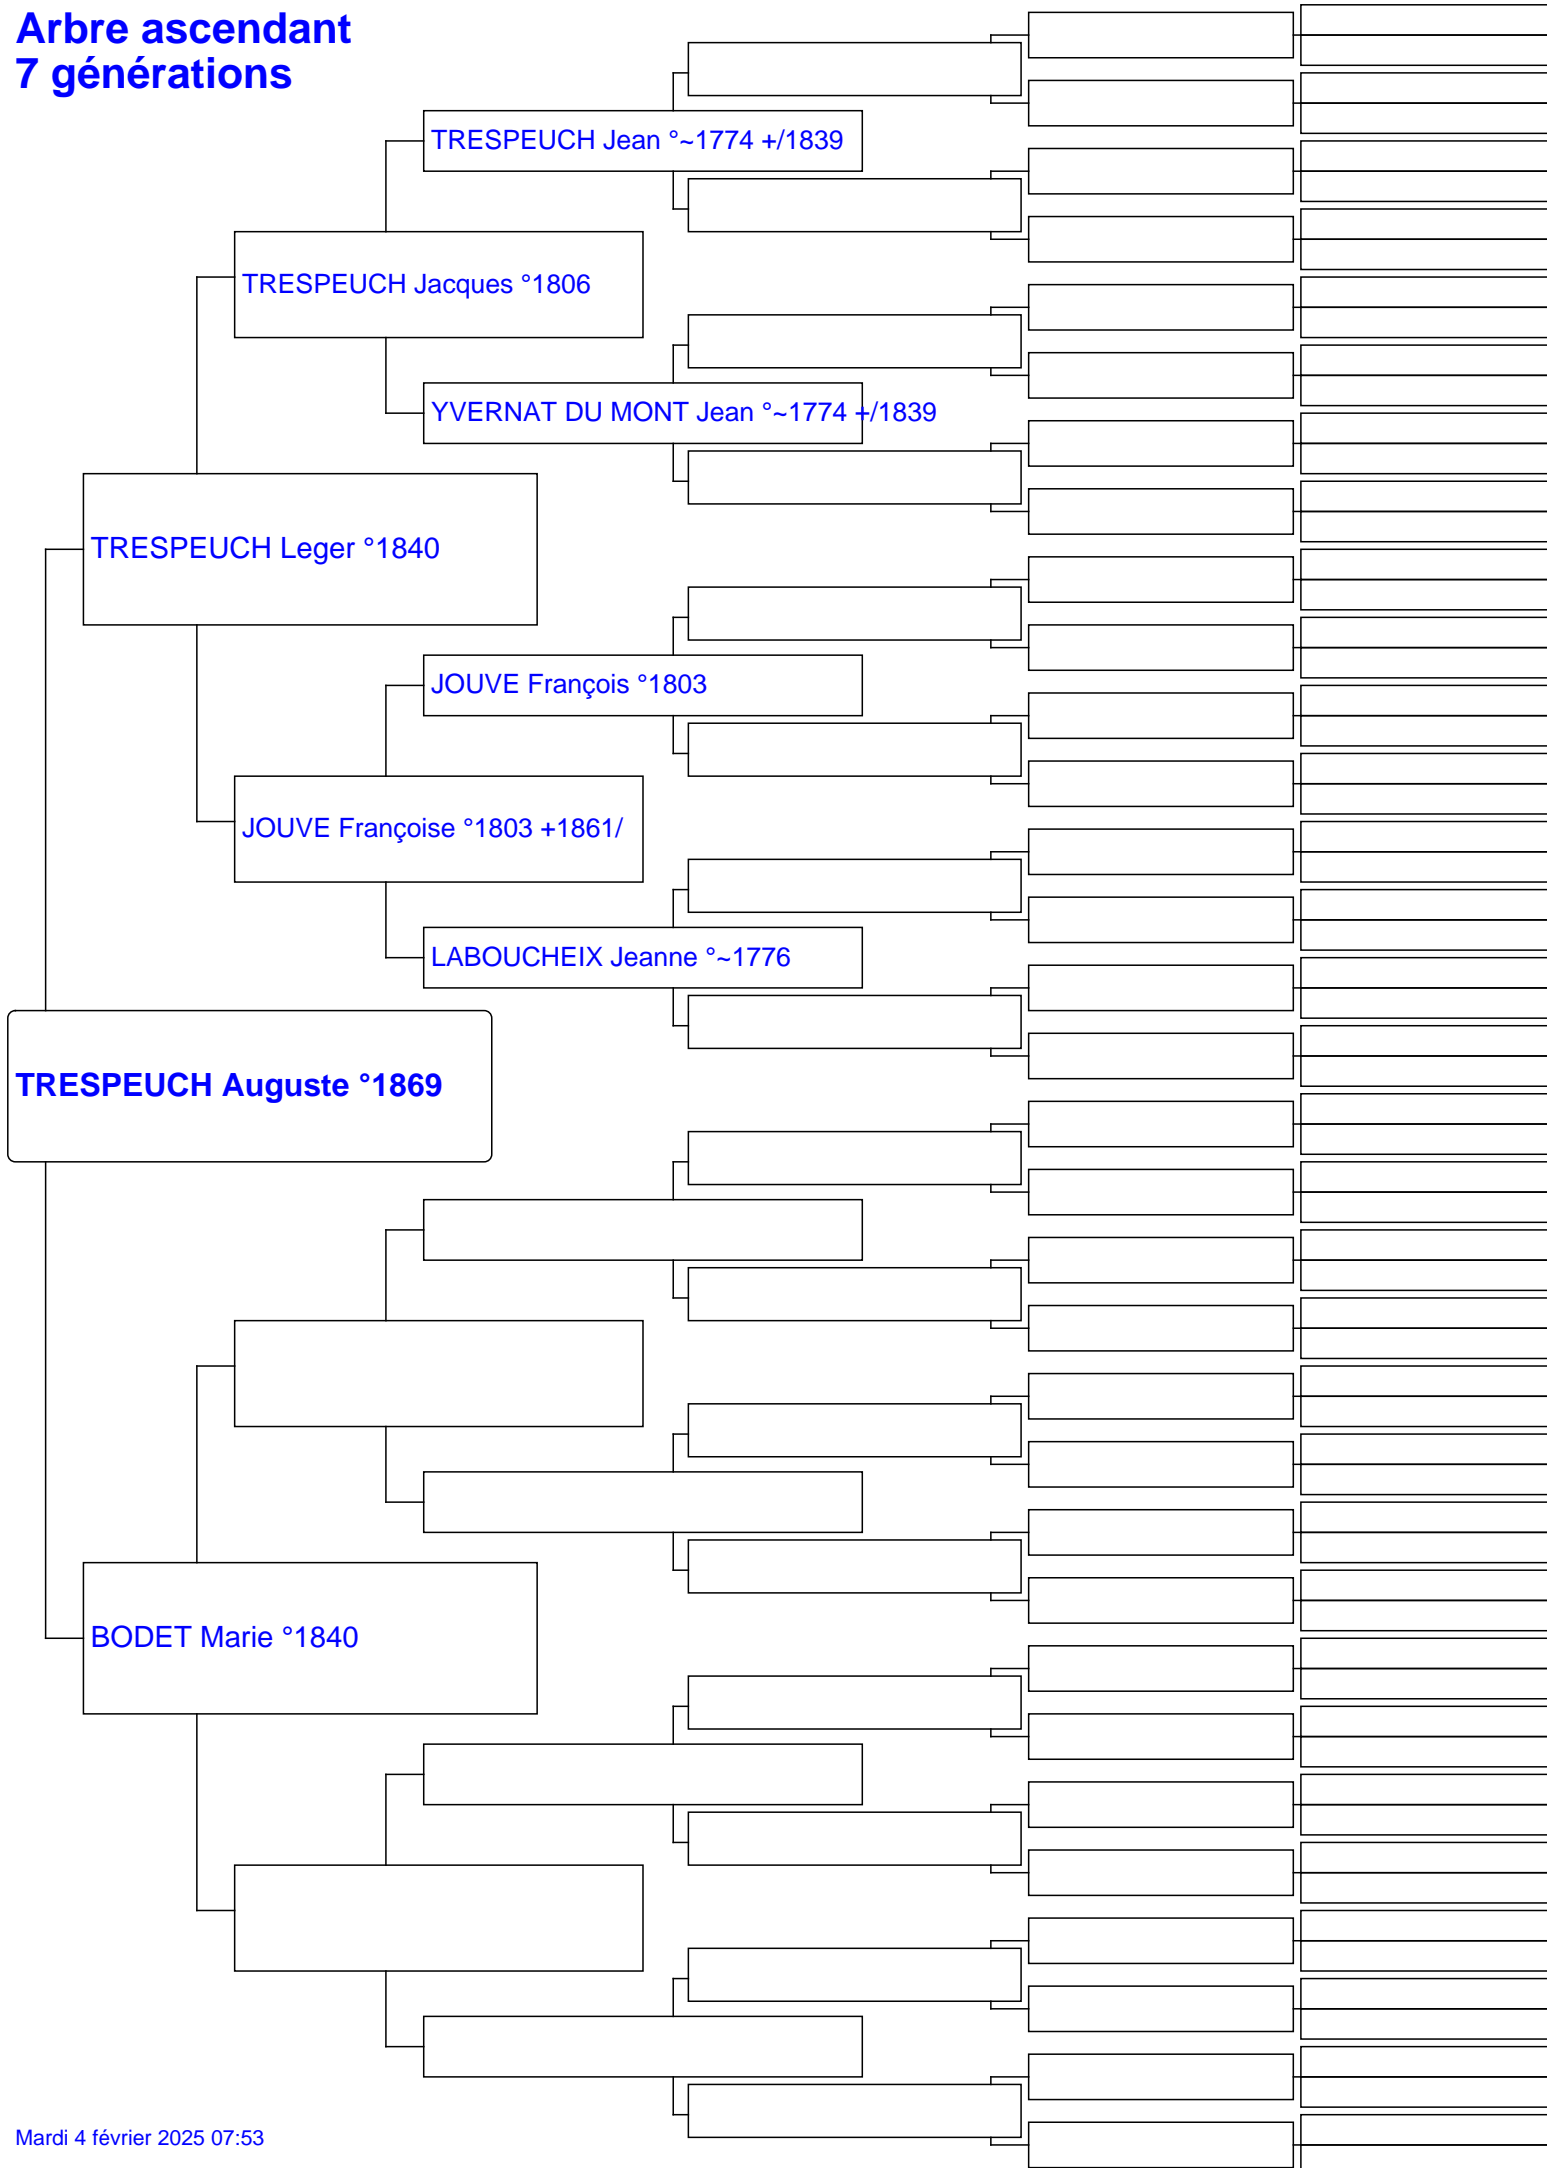 Arbre ascendant
7 générations
TRESPEUCH Jean °~1774 +/1839
TRESPEUCH Jacques °1806
YVERNAT DU MONT Jean °~1774 +/1839
TRESPEUCH Leger °1840
JOUVE François °1803
JOUVE Françoise °1803 +1861/
LABOUCHEIX Jeanne °~1776
TRESPEUCH Auguste °1869
BODET Marie °1840
Mardi 4 février 2025 07:53